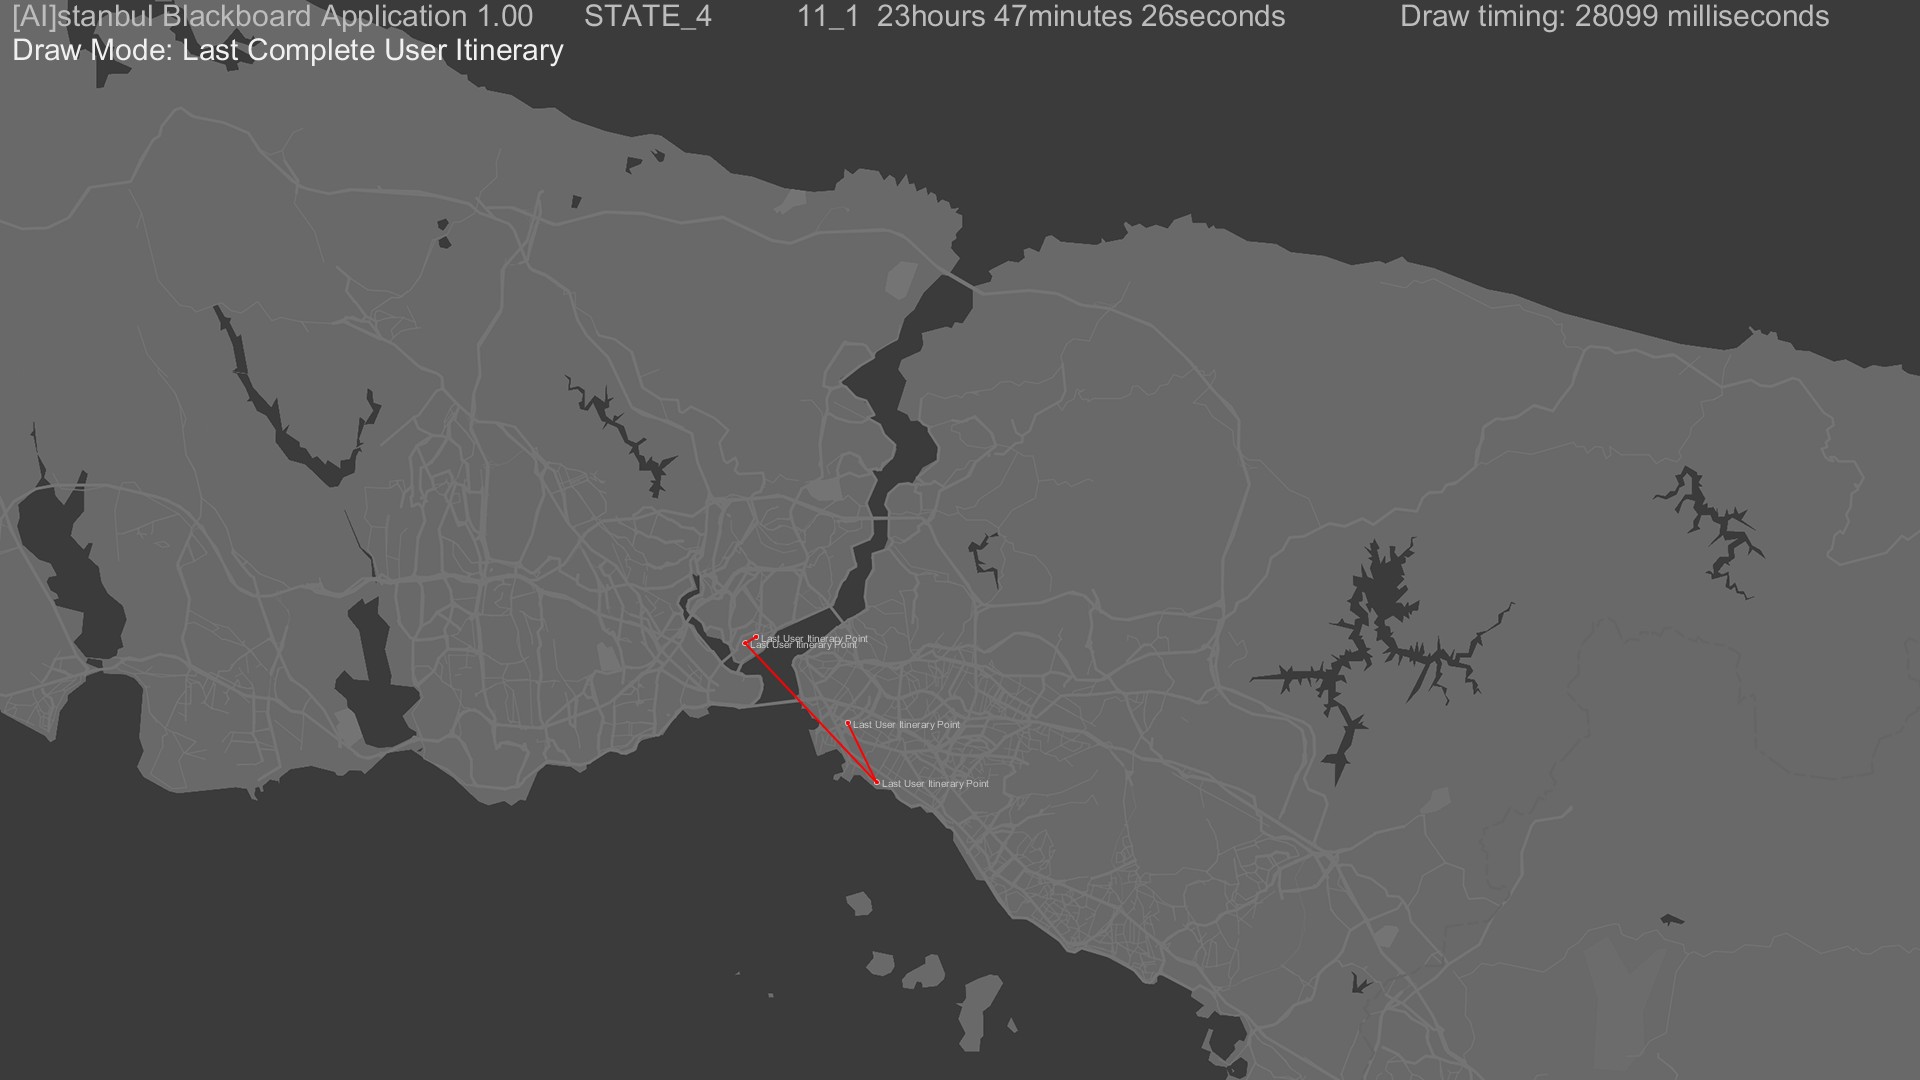 [AI]stanbul Blackboard Application 1.00 STATE_4 11_1 23hours 47minutes 26seconds Draw timing: 28099 milliseconds
Draw Mode: Last Complete User Itinerary
Last User Itinerary Point
Last User Itinerary Point
Last User Itinerary Point
Last User Itinerary Point